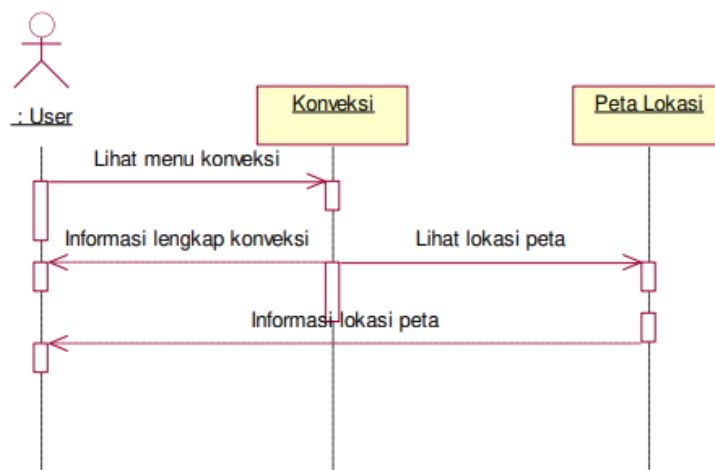 Konveksi
Peta Lokasi
: User
Lihat menu konveksi
Informasi lengkap konveksi
Lihat lokasi peta
Informasi lokasi peta